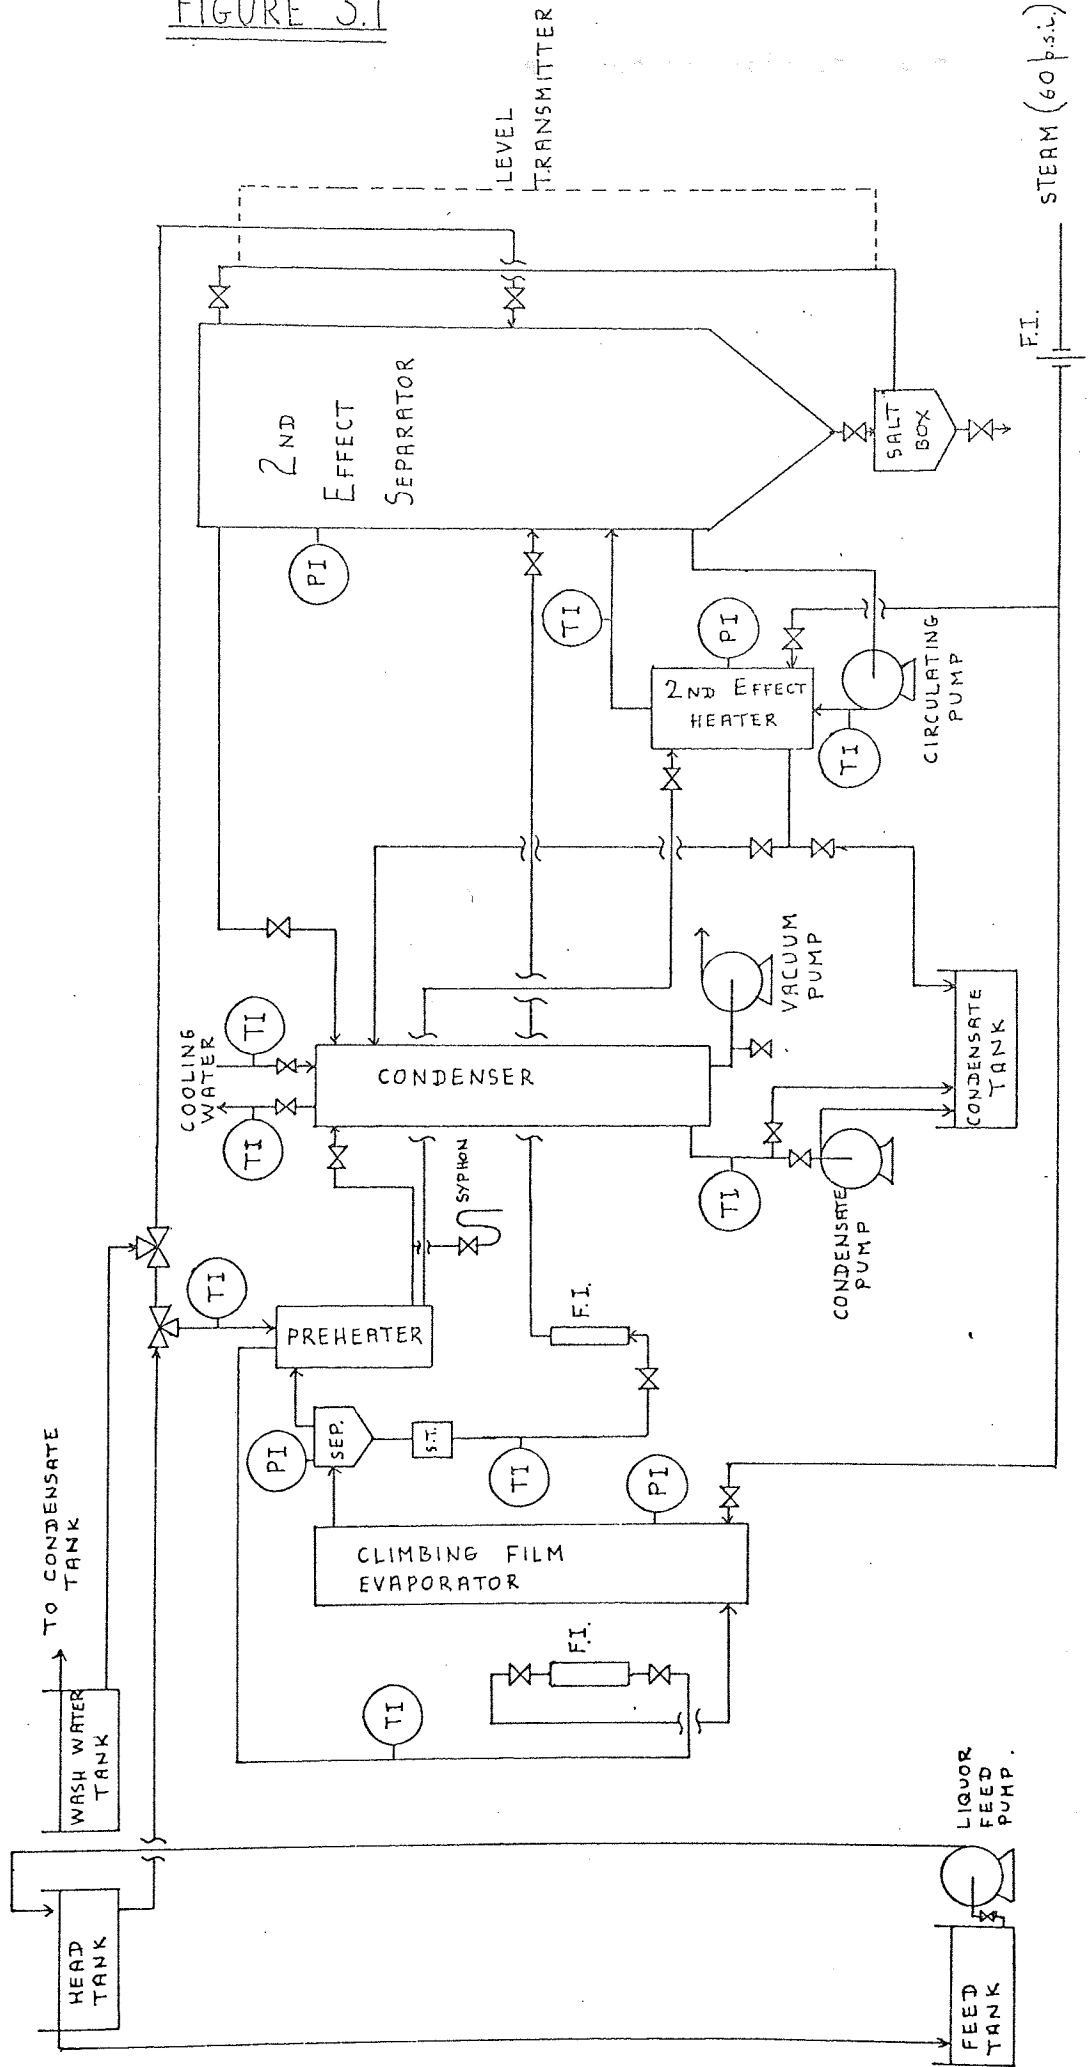 FIGURE 3.1
LEVEL
TRANSMITTER
STEAM (60 p.s.i.)
F.I.
2ND
EFFECT
SEPARATOR
SALT
BOX
PI
TI
PI
2ND EFFECT
HEATER
TI
CIRCULATING
PUMP
COOLING
WATER
TI
TI
CONDENSER
VACUUM
PUMP
CONDENSATE
TANK
TI
CONDENSATE
PUMP
SYPHON
TI
PREHEATER
F.I.
PI
SEP.
S.T.
TI
PI
CLIMBING FILM
EVAPORATOR
F.I.
TI
TO CONDENSATE
TANK
WASH WATER
TANK
HEAD
TANK
LIQUOR
FEED
PUMP.
FEED
TANK